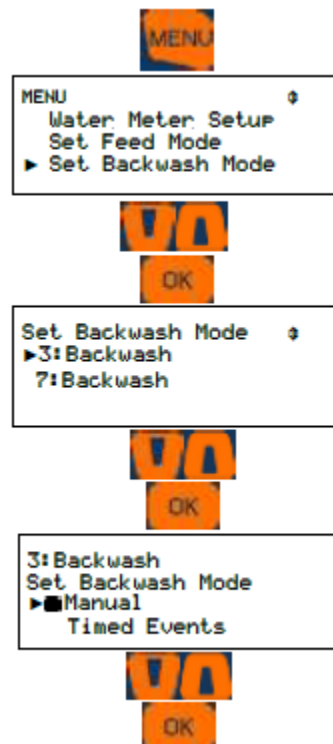 MENU
MENU
Water Meter Setup
Set Feed Mode
► Set Backwash Mode
OK
Set Backwash Mode
►3:Backwash
7:Backwash
OK
3:Backwash
Set Backwash Mode
►■Manual
Timed Events
OK